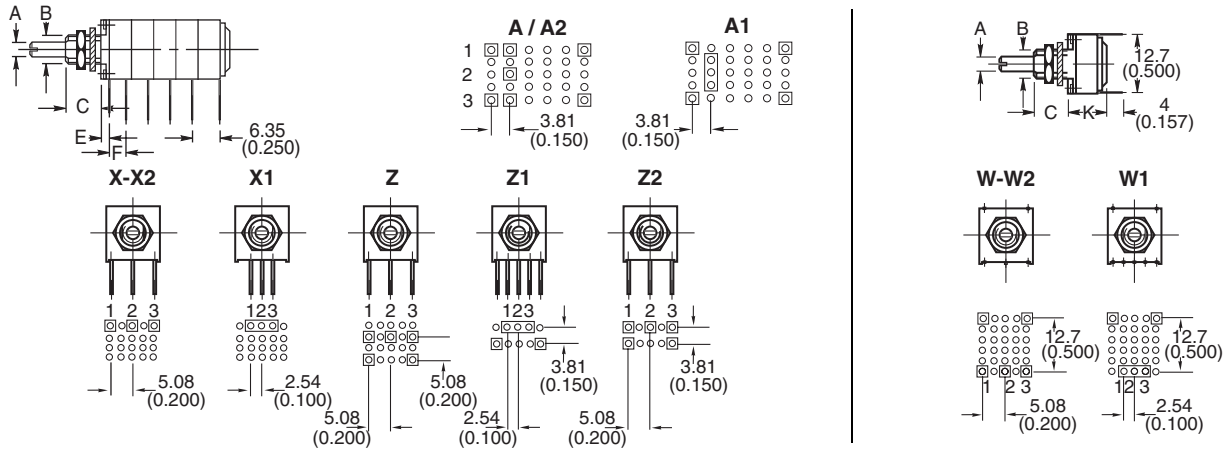 A
B
C
E
F
6.35
(0.250)
A / A2
1
2
3
3.81
(0.150)
A1
3.81
(0.150)
A
B
C
K
12.7
(0.500)
4
(0.157)
X-X2
1 2 3
5.08
(0.200)
X1
123
2.54
(0.100)
Z
1 2 3
5.08
(0.200)
5.08
(0.200)
Z1
123
3.81
(0.150)
2.54
(0.100)
Z2
1 2 3
3.81
(0.150)
5.08
(0.200)
W-W2
12.7
(0.500)
1 2 3
5.08
(0.200)
W1
12.7
(0.500)
12 3
2.54
(0.100)